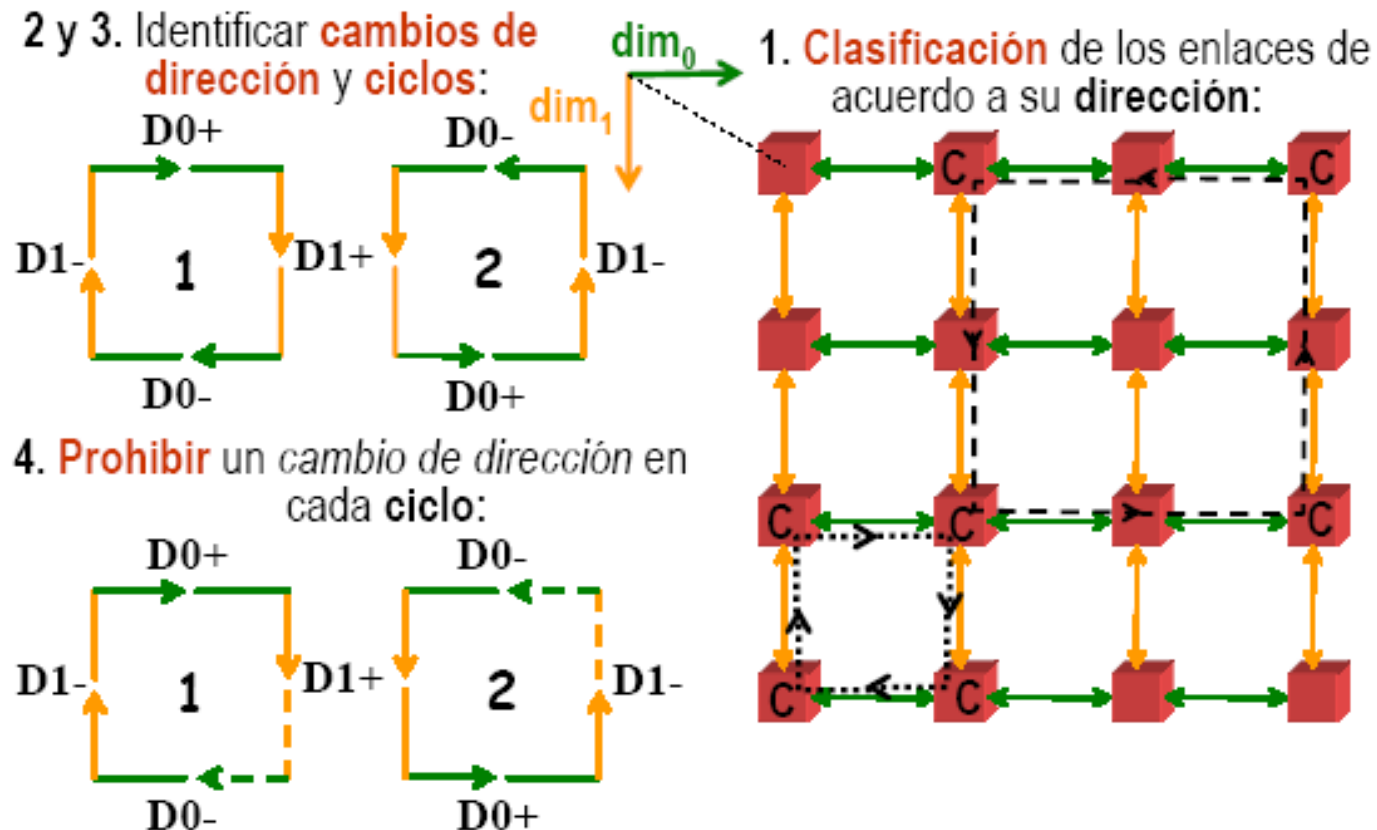 2 y 3. Identificar cambios de
dirección y ciclos:
D0+
D0-
D1-
1
D1+
2
D1-
D0-
D0+
4. Prohibir un cambio de dirección en
cada ciclo:
D0+
D0-
D1-
1
D1+
2
D1-
D0-
D0+
dim0
dim1
1. Clasificación de los enlaces de
acuerdo a su dirección:
C
C
C
C
C
C
C